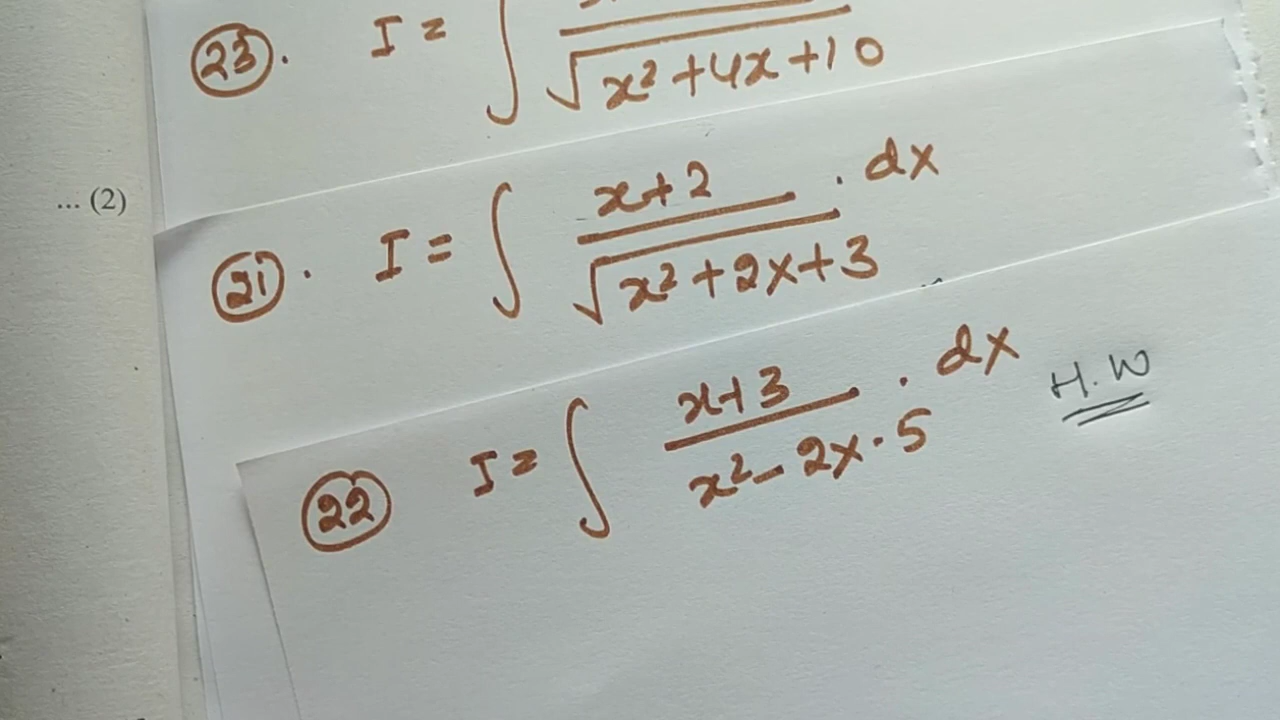 23. I = ∫ / √x²+4x+10
... (2)
21. I = ∫ x+2 / √x²+2x+3 . dx
22 I = ∫ x+3 / x²-2x-5 . dx H.W